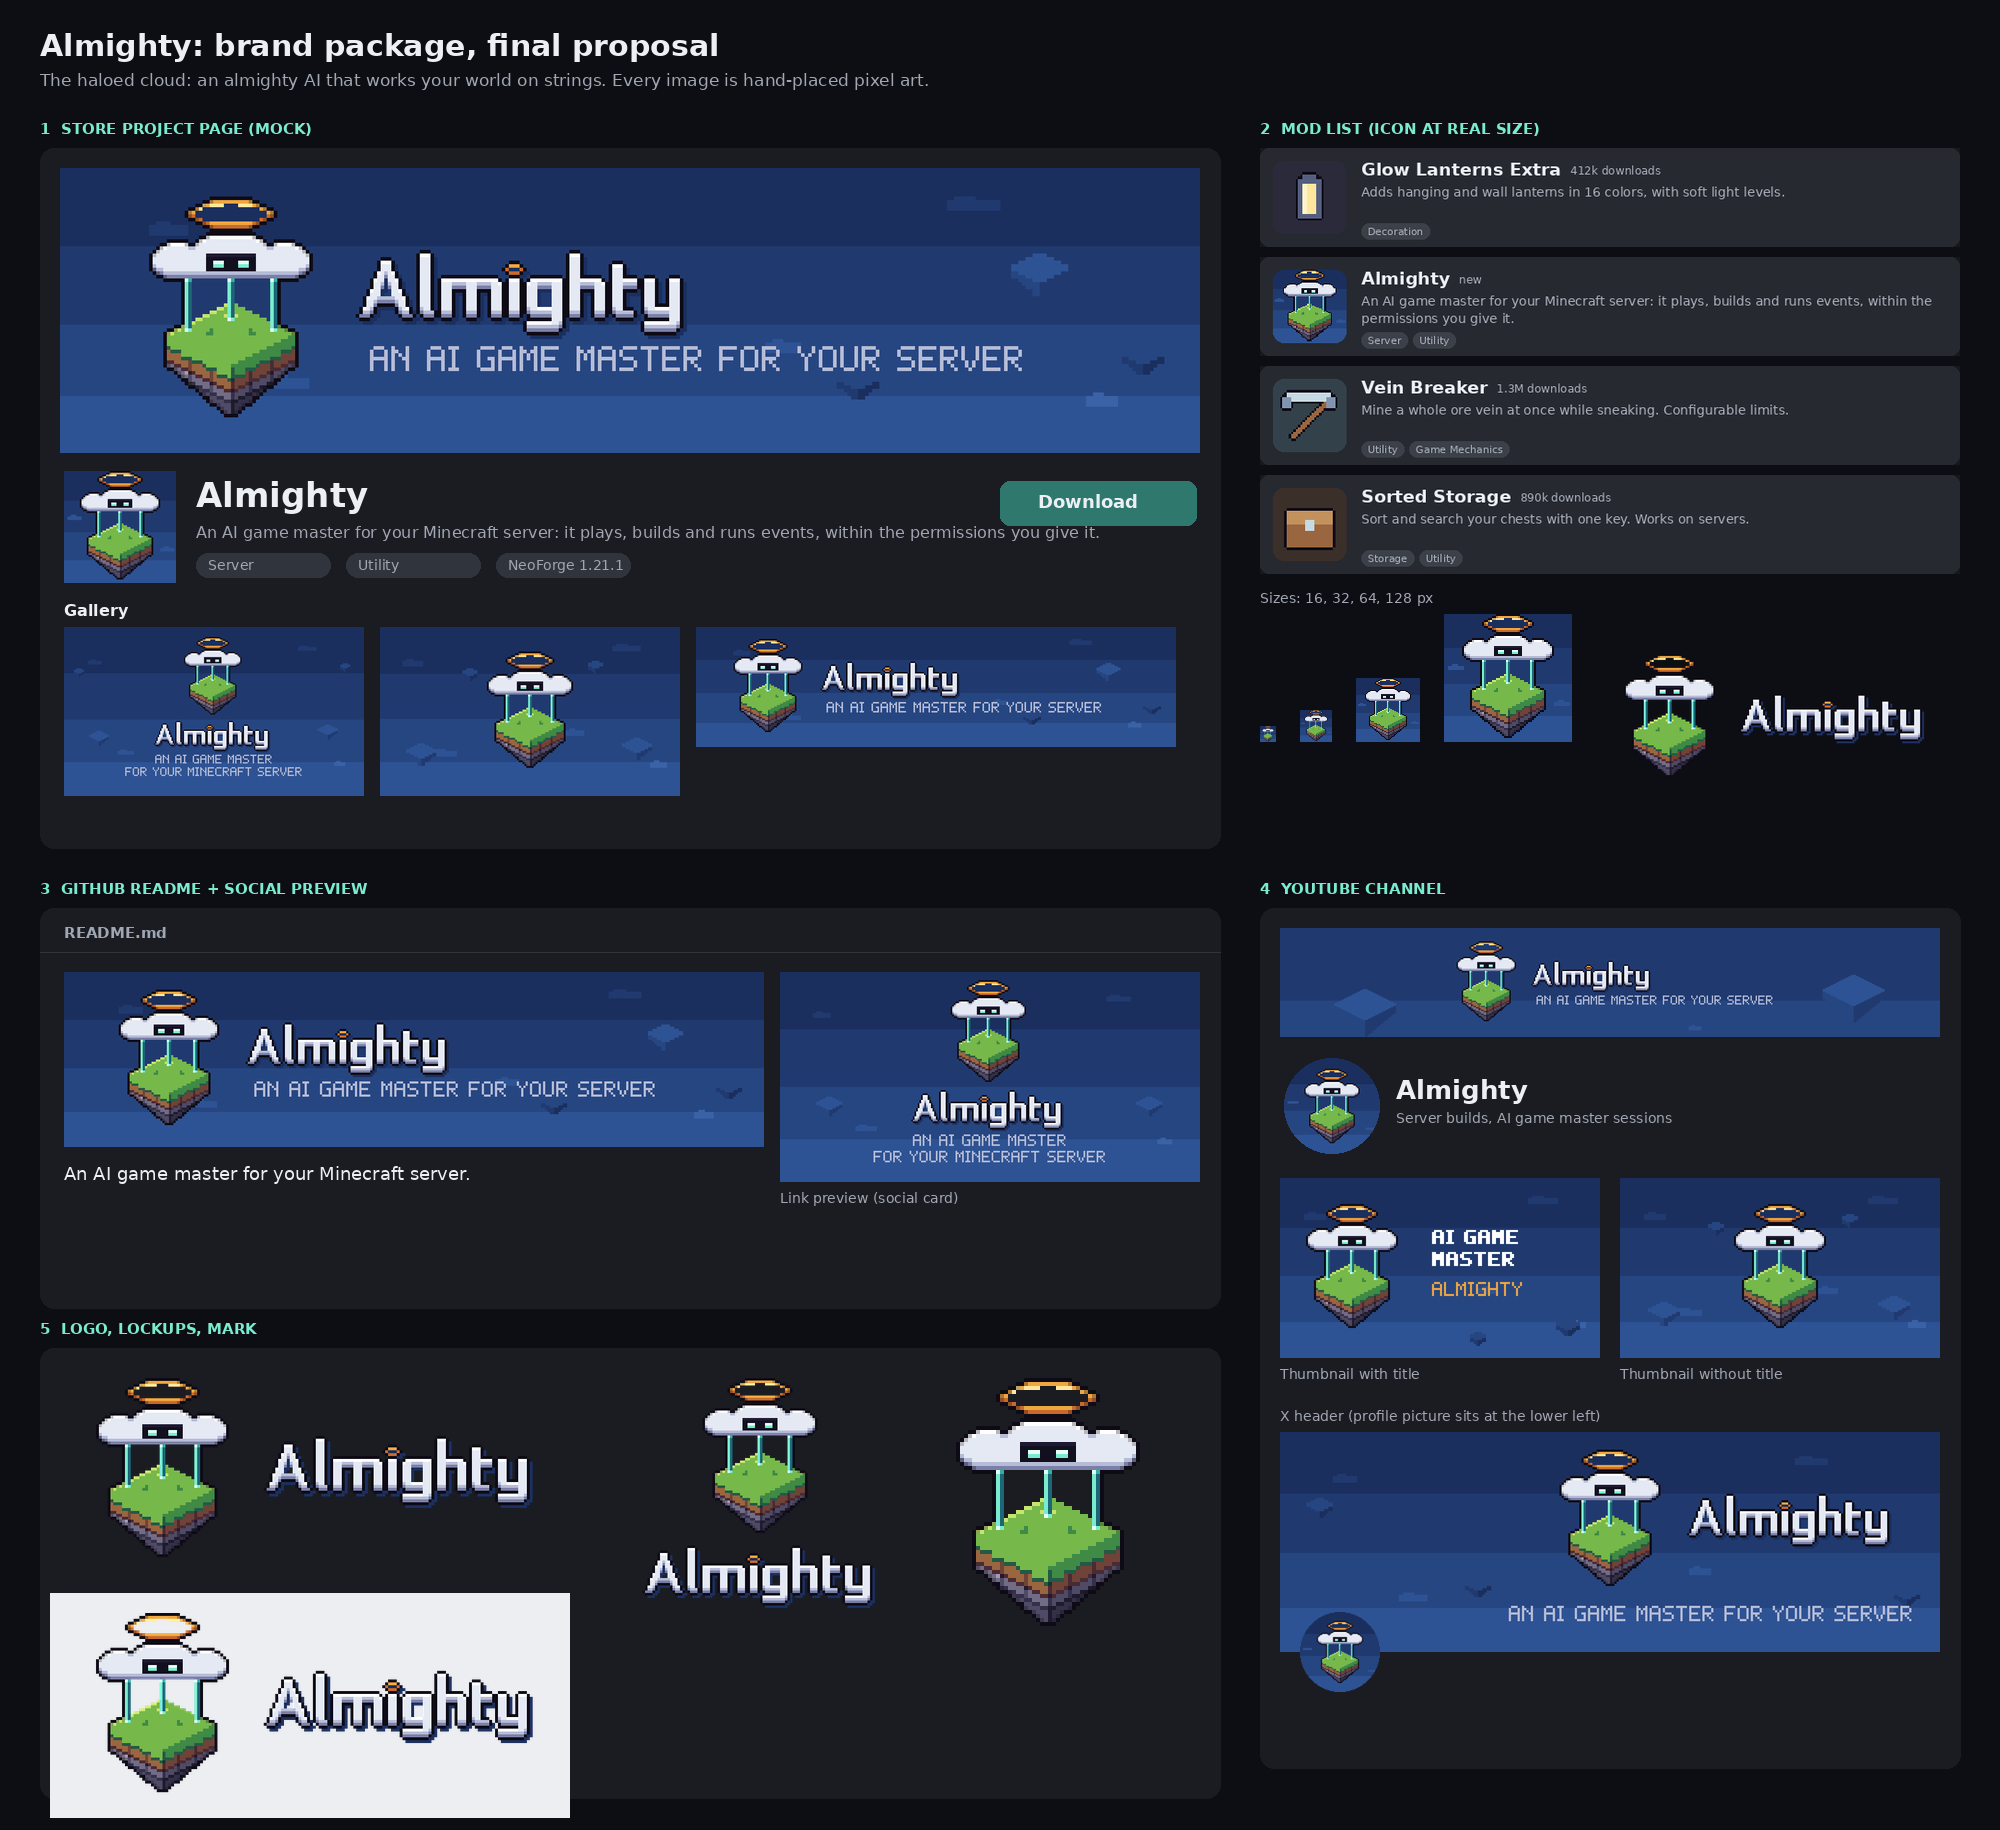 Almighty: brand package, final proposal
The haloed cloud: an almighty AI that works your world on strings. Every image is hand-placed pixel art.
1 STORE PROJECT PAGE (MOCK)
Almighty
AN AI GAME MASTER FOR YOUR SERVER
Almighty
Download
An AI game master for your Minecraft server: it plays, builds and runs events, within the permissions you give it.
Server
Utility
NeoForge 1.21.1
Gallery
Almighty
AN AI GAME MASTER
FOR YOUR MINECRAFT SERVER
Almighty
AN AI GAME MASTER FOR YOUR SERVER
2 MOD LIST (ICON AT REAL SIZE)
Glow Lanterns Extra 412k downloads
Adds hanging and wall lanterns in 16 colors, with soft light levels.
Decoration
Almighty new
An AI game master for your Minecraft server: it plays, builds and runs events, within the
permissions you give it.
Server Utility
Vein Breaker 1.3M downloads
Mine a whole ore vein at once while sneaking. Configurable limits.
Utility Game Mechanics
Sorted Storage 890k downloads
Sort and search your chests with one key. Works on servers.
Storage Utility
Sizes: 16, 32, 64, 128 px
Almighty
3 GITHUB README + SOCIAL PREVIEW
README.md
Almighty
AN AI GAME MASTER FOR YOUR SERVER
An AI game master for your Minecraft server.
Almighty
AN AI GAME MASTER
FOR YOUR MINECRAFT SERVER
Link preview (social card)
4 YOUTUBE CHANNEL
Almighty
AN AI GAME MASTER FOR YOUR SERVER
Almighty
Server builds, AI game master sessions
AI GAME
MASTER
ALMIGHTY
Thumbnail with title
Thumbnail without title
X header (profile picture sits at the lower left)
Almighty
AN AI GAME MASTER FOR YOUR SERVER
5 LOGO, LOCKUPS, MARK
Almighty
Almighty
Almighty